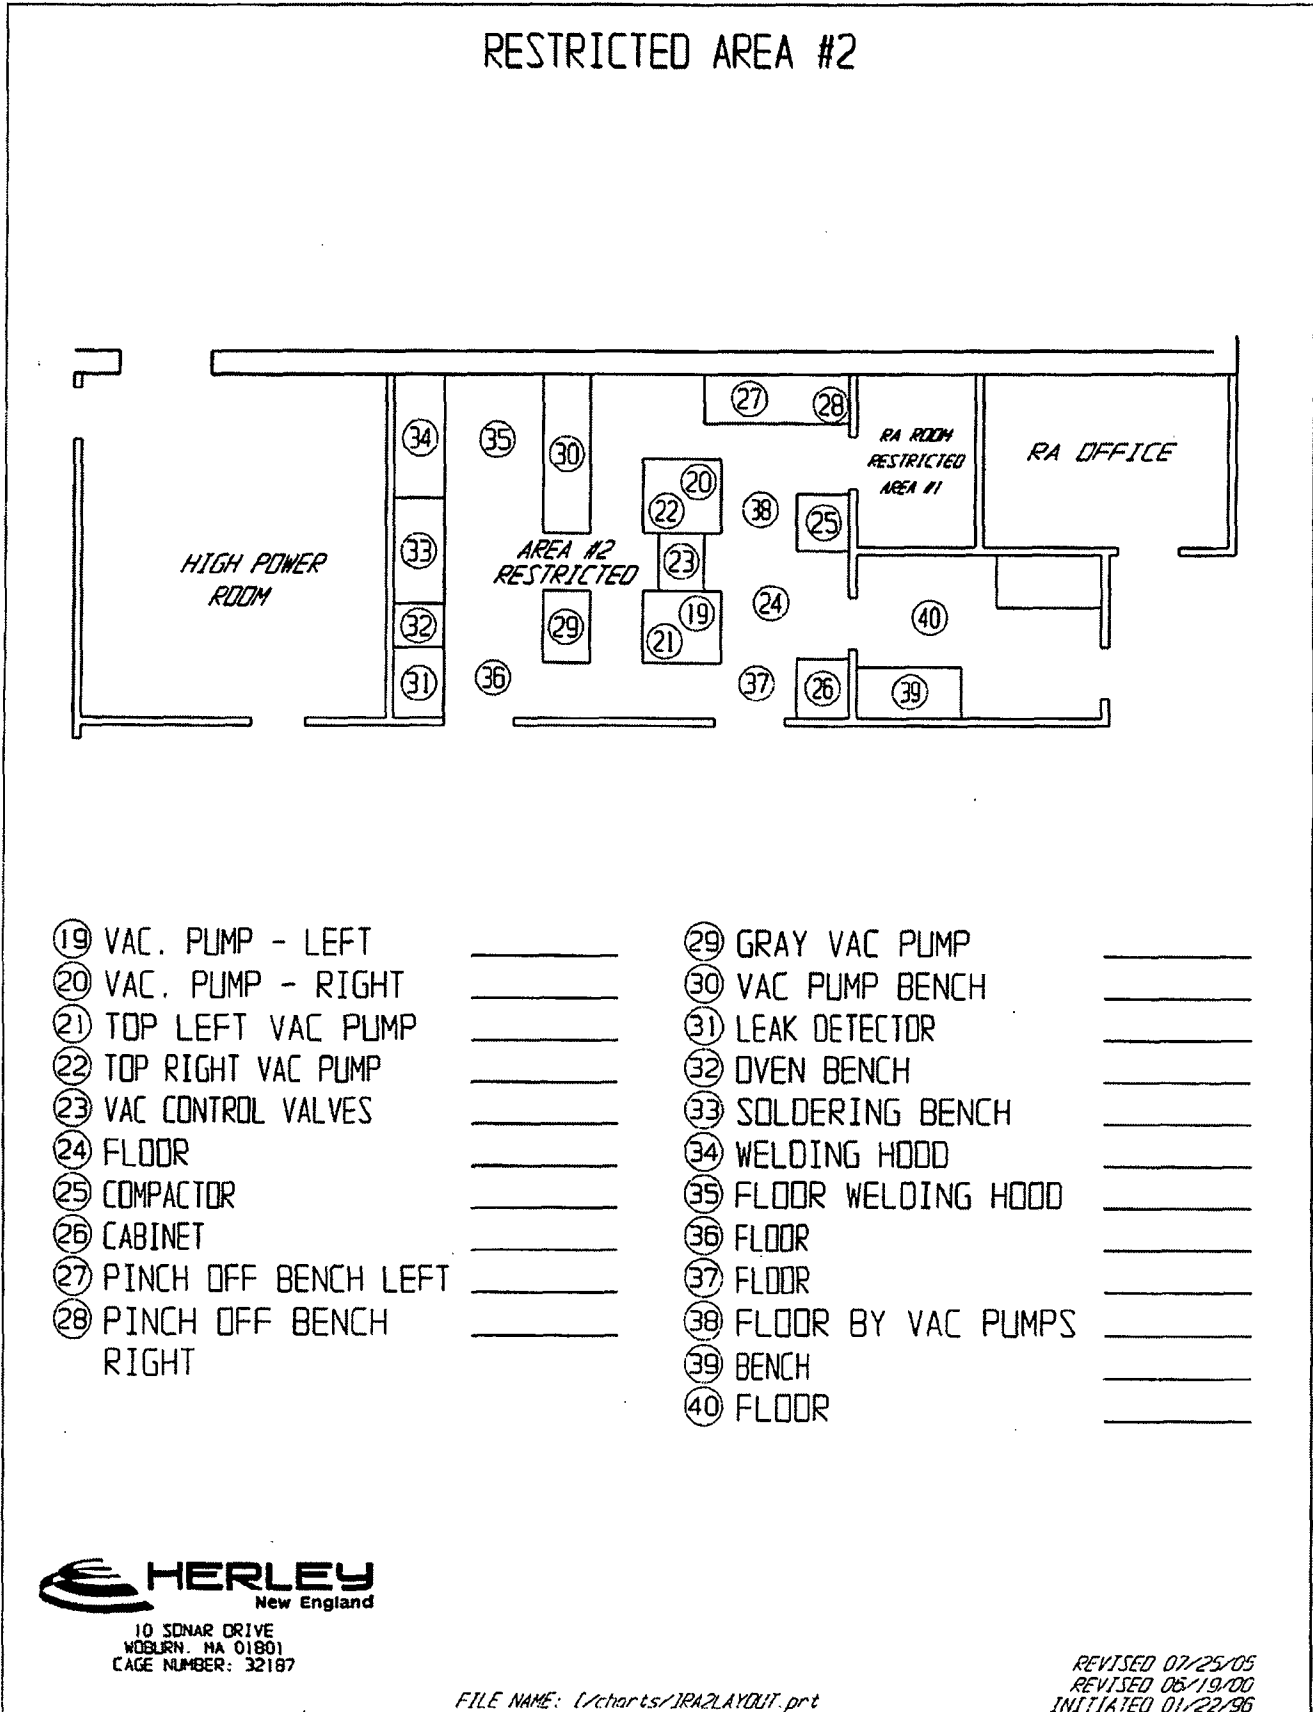 RESTRICTED AREA #2
27
28
34
35
30
RA ROOM
RESTRICTED
AREA #1
RA OFFICE
20
22
38
25
33
AREA #2
RESTRICTED
23
HIGH POWER
ROOM
32
29
19
21
24
40
31
36
37
26
39
19 VAC. PUMP - LEFT
20 VAC. PUMP - RIGHT
21 TOP LEFT VAC PUMP
22 TOP RIGHT VAC PUMP
23 VAC CONTROL VALVES
24 FLOOR
25 COMPACTOR
26 CABINET
27 PINCH OFF BENCH LEFT
28 PINCH OFF BENCH
RIGHT
29 GRAY VAC PUMP
30 VAC PUMP BENCH
31 LEAK DETECTOR
32 OVEN BENCH
33 SOLDERING BENCH
34 WELDING HOOD
35 FLOOR WELDING HOOD
36 FLOOR
37 FLOOR
38 FLOOR BY VAC PUMPS
39 BENCH
40 FLOOR
HERLEY
New England
10 SONAR DRIVE
WOBURN. MA 01801
CAGE NUMBER: 32187
FILE NAME:
REVISED 07/25/05
REVISED 06/19/00
INITIATED 01/22/96